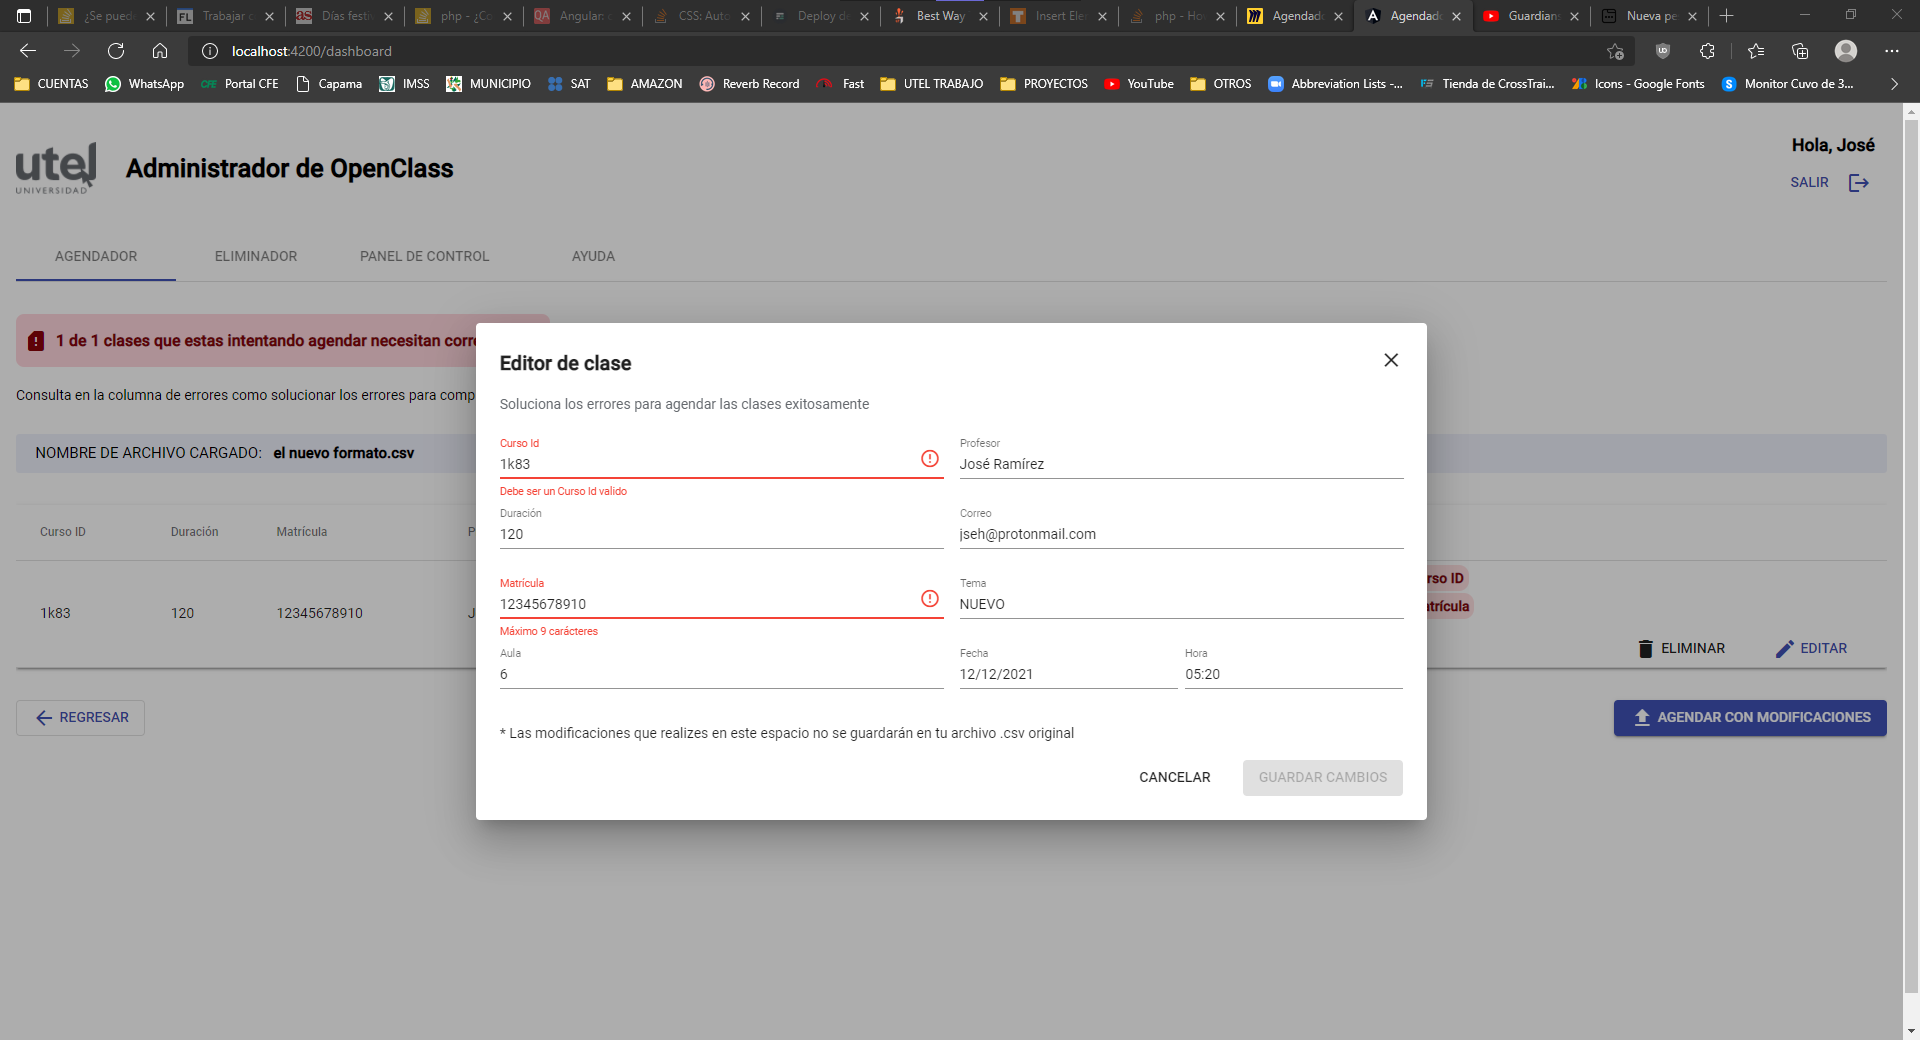 ¿Se puede
Trabajar c
Días festi
php - ¿Co
Angular: c
CSS: Auto
Deploy de
Best Way
Insert Ele
php - Ho
Agendado
Agendado
Guardian
Nueva pe
localhost:4200/dashboard
CUENTAS WhatsApp Portal CFE Capama IMSS MUNICIPIO SAT AMAZON Reverb Record Fast UTEL TRABAJO PROYECTOS YouTube OTROS Abbreviation Lists -... Tienda de CrossTrai... Icons - Google Fonts Monitor Cuvo de 3...
utel
UNIVERSIDAD
Administrador de OpenClass
Hola, José
SALIR
AGENDADOR ELIMINADOR PANEL DE CONTROL AYUDA
1 de 1 clases que estas intentando agendar necesitan corre
Consulta en la columna de errores como solucionar los errores para comp
NOMBRE DE ARCHIVO CARGADO: el nuevo formato.csv
Curso ID Duración Matrícula P
1k83 120 12345678910 J
rso ID
trícula
ELIMINAR EDITAR
REGRESAR
AGENDAR CON MODIFICACIONES
Editor de clase
Soluciona los errores para agendar las clases exitosamente
Curso Id
1k83
Debe ser un Curso Id valido
Profesor
José Ramírez
Duración
120
Correo
jseh@protonmail.com
Matrícula
12345678910
Máximo 9 carácteres
Tema
NUEVO
Aula
6
Fecha
12/12/2021
Hora
05:20
* Las modificaciones que realizes en este espacio no se guardarán en tu archivo .csv original
CANCELAR GUARDAR CAMBIOS